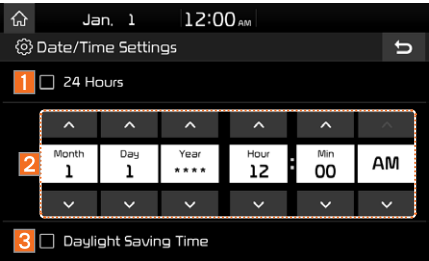 Jan. 1 12:00 AM
Date/Time Settings
1 24 Hours
2 Month Day Year Hour Min
1 1 **** 12 : 00 AM
3 Daylight Saving Time